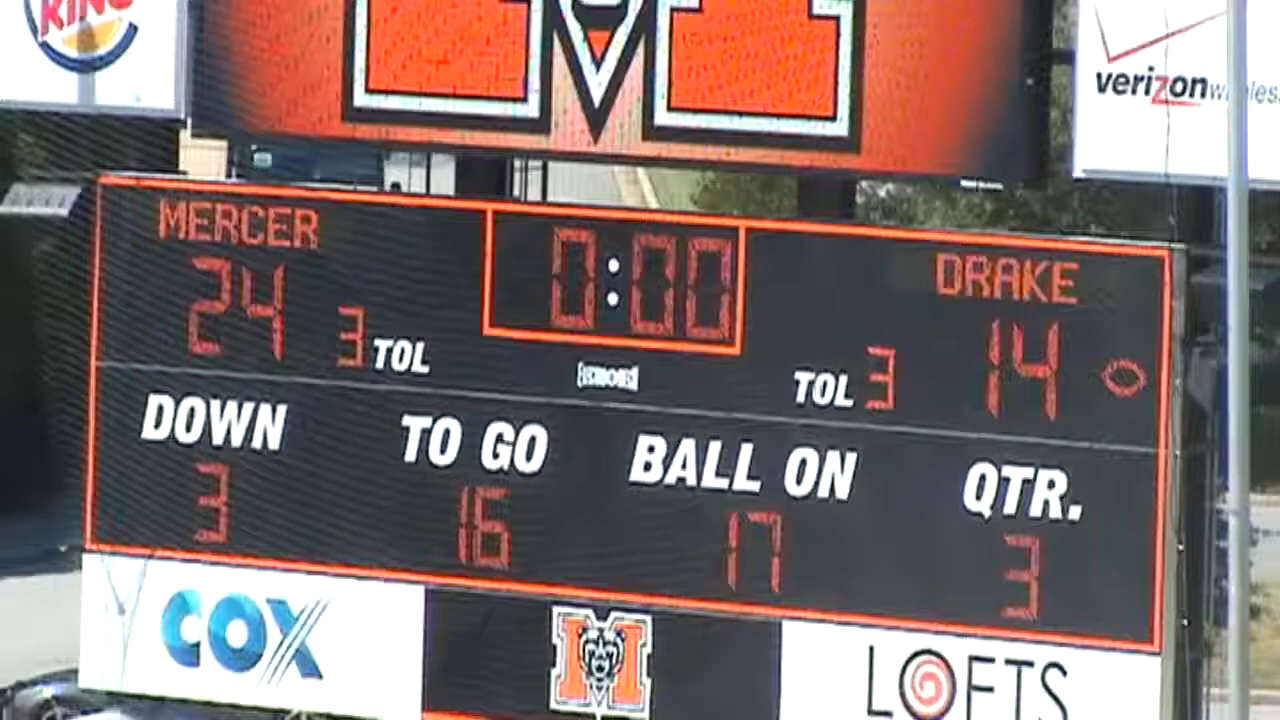 KING
M
verizonwireless
MERCER
0:00
DRAKE
24
3 TOL
TOL 3
14
DOWN
TO GO
BALL ON
QTR.
3
16
17
3
COX
M
LOFTS